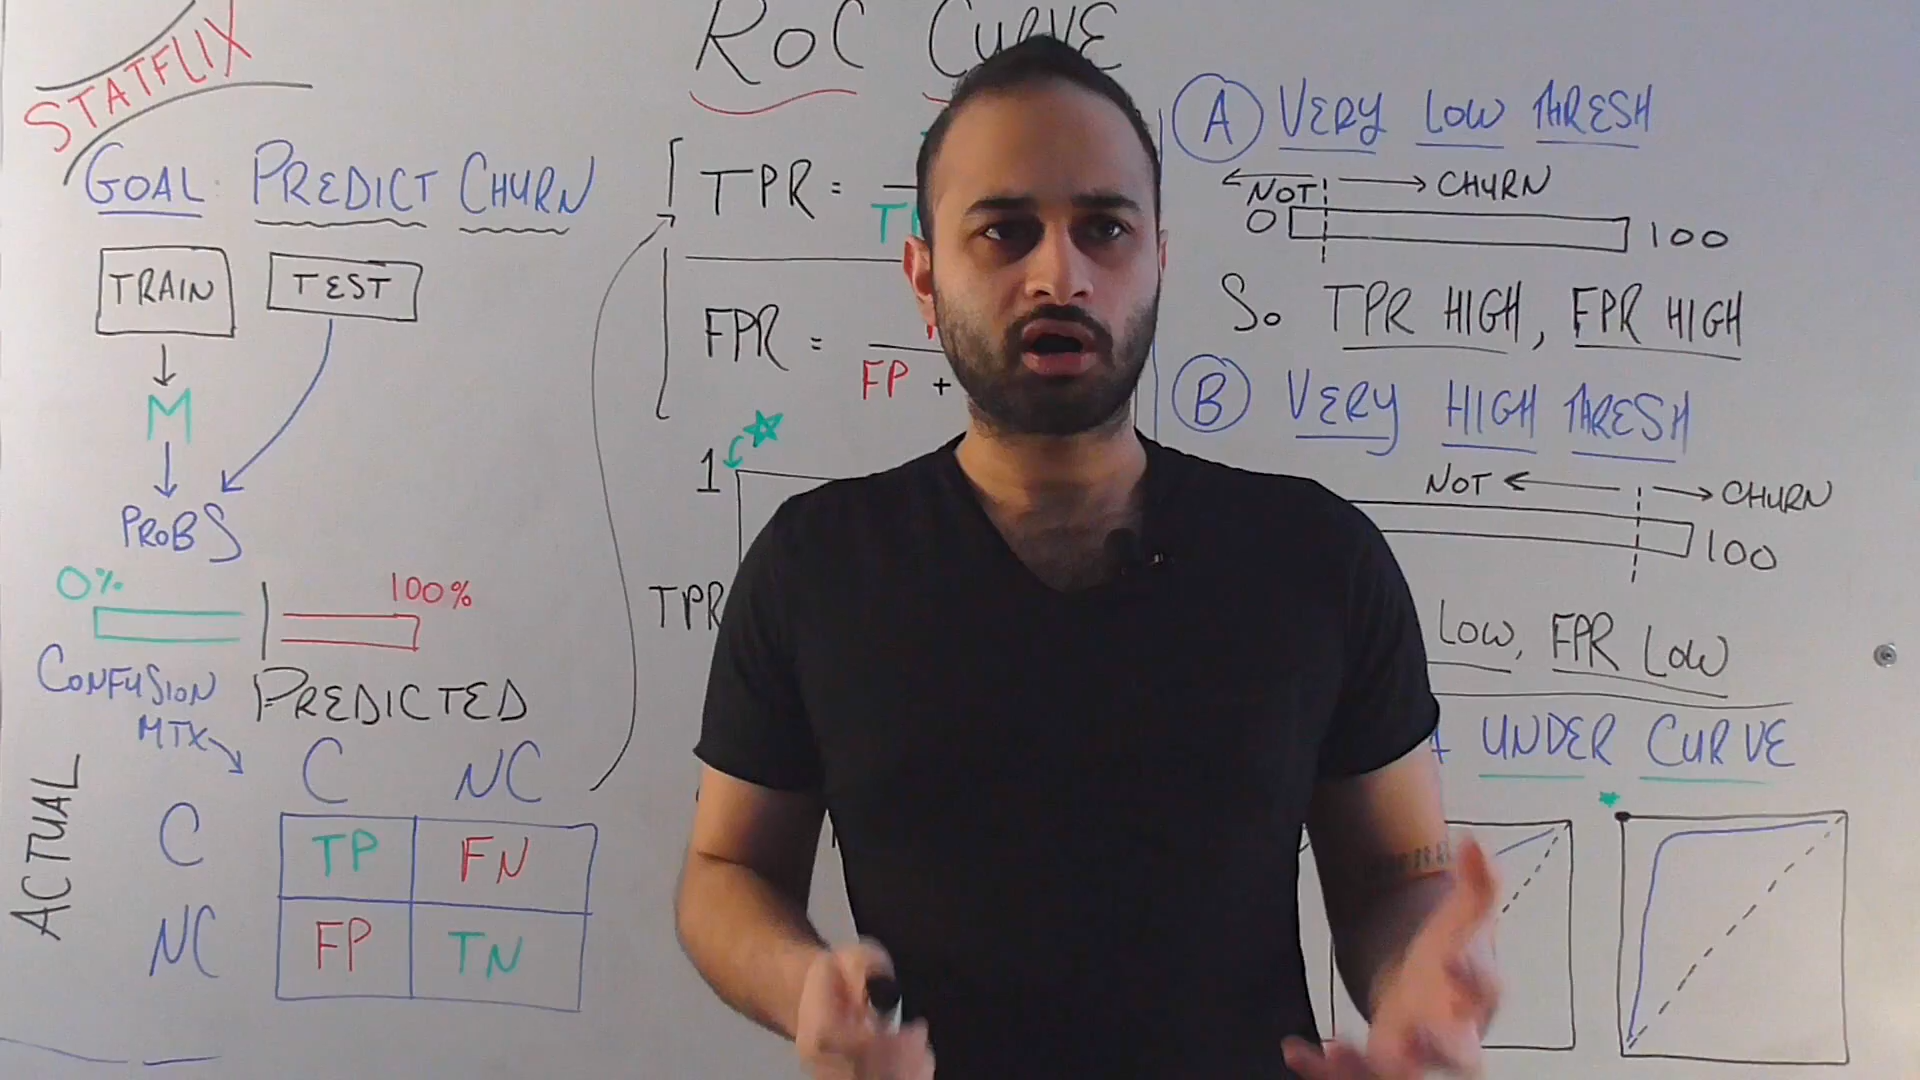 STATFLIX
GOAL: PREDICT CHURN
TRAIN
TEST
M
PROBS
0%
100%
CONFUSION
MTX
PREDICTED
ACTUAL
C NC
C
NC
TP FN
FP TN
ROC CURVE
TPR =
FPR =
FP +
1
TPR
A VERY LOW THRESH
NOT CHURN
0 100
SO TPR HIGH, FPR HIGH
B VERY HIGH THRESH
NOT CHURN
100
LOW, FPR LOW
UNDER CURVE